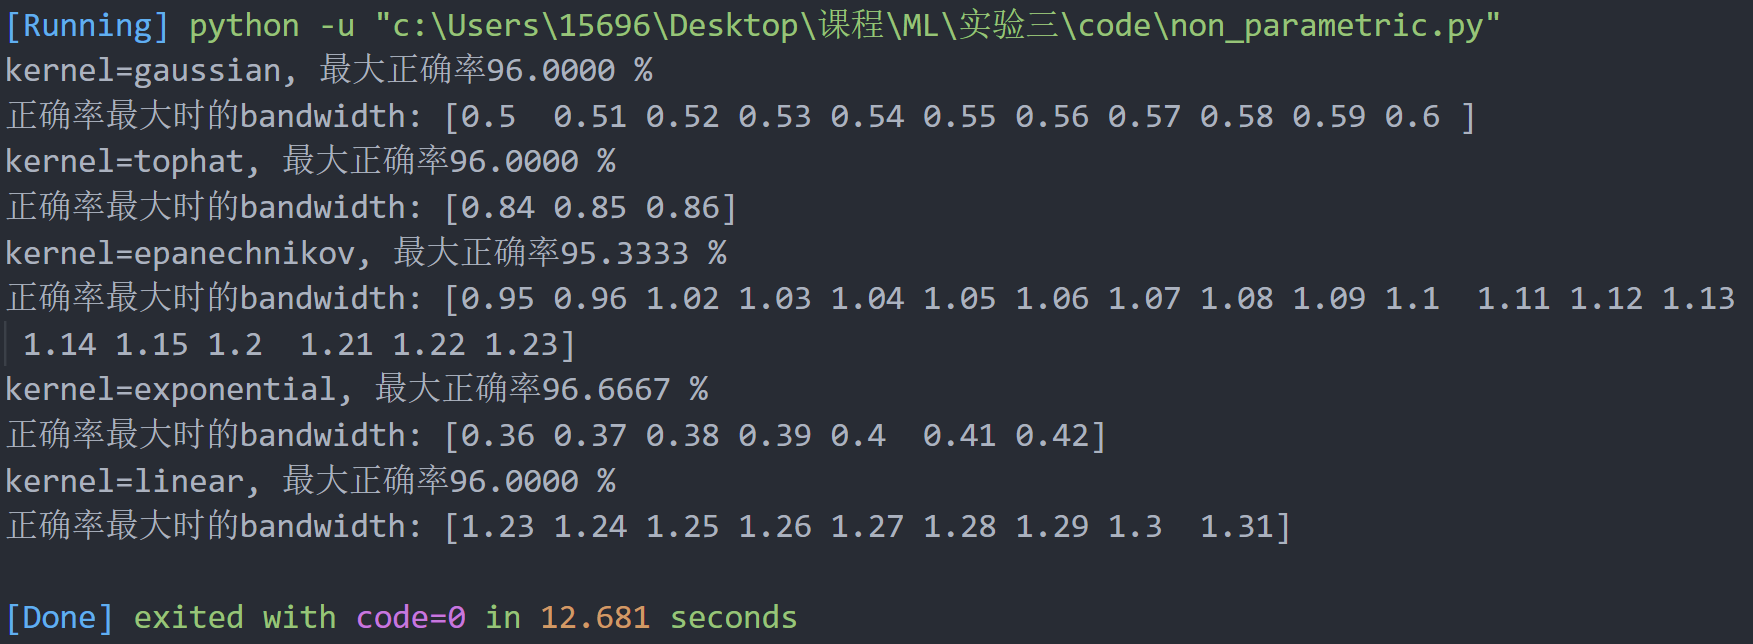 [Running] python -u "c:\Users\15696\Desktop\课程\ML\实验三\code\non_parametric.py"
kernel=gaussian, 最大正确率96.0000 %
正确率最大时的bandwidth: [0.5  0.51 0.52 0.53 0.54 0.55 0.56 0.57 0.58 0.59 0.6 ]
kernel=tophat, 最大正确率96.0000 %
正确率最大时的bandwidth: [0.84 0.85 0.86]
kernel=epanechnikov, 最大正确率95.3333 %
正确率最大时的bandwidth: [0.95 0.96 1.02 1.03 1.04 1.05 1.06 1.07 1.08 1.09 1.1  1.11 1.12 1.13
 1.14 1.15 1.2  1.21 1.22 1.23]
kernel=exponential, 最大正确率96.6667 %
正确率最大时的bandwidth: [0.36 0.37 0.38 0.39 0.4  0.41 0.42]
kernel=linear, 最大正确率96.0000 %
正确率最大时的bandwidth: [1.23 1.24 1.25 1.26 1.27 1.28 1.29 1.3  1.31]
[Done] exited with code=0 in 12.681 seconds